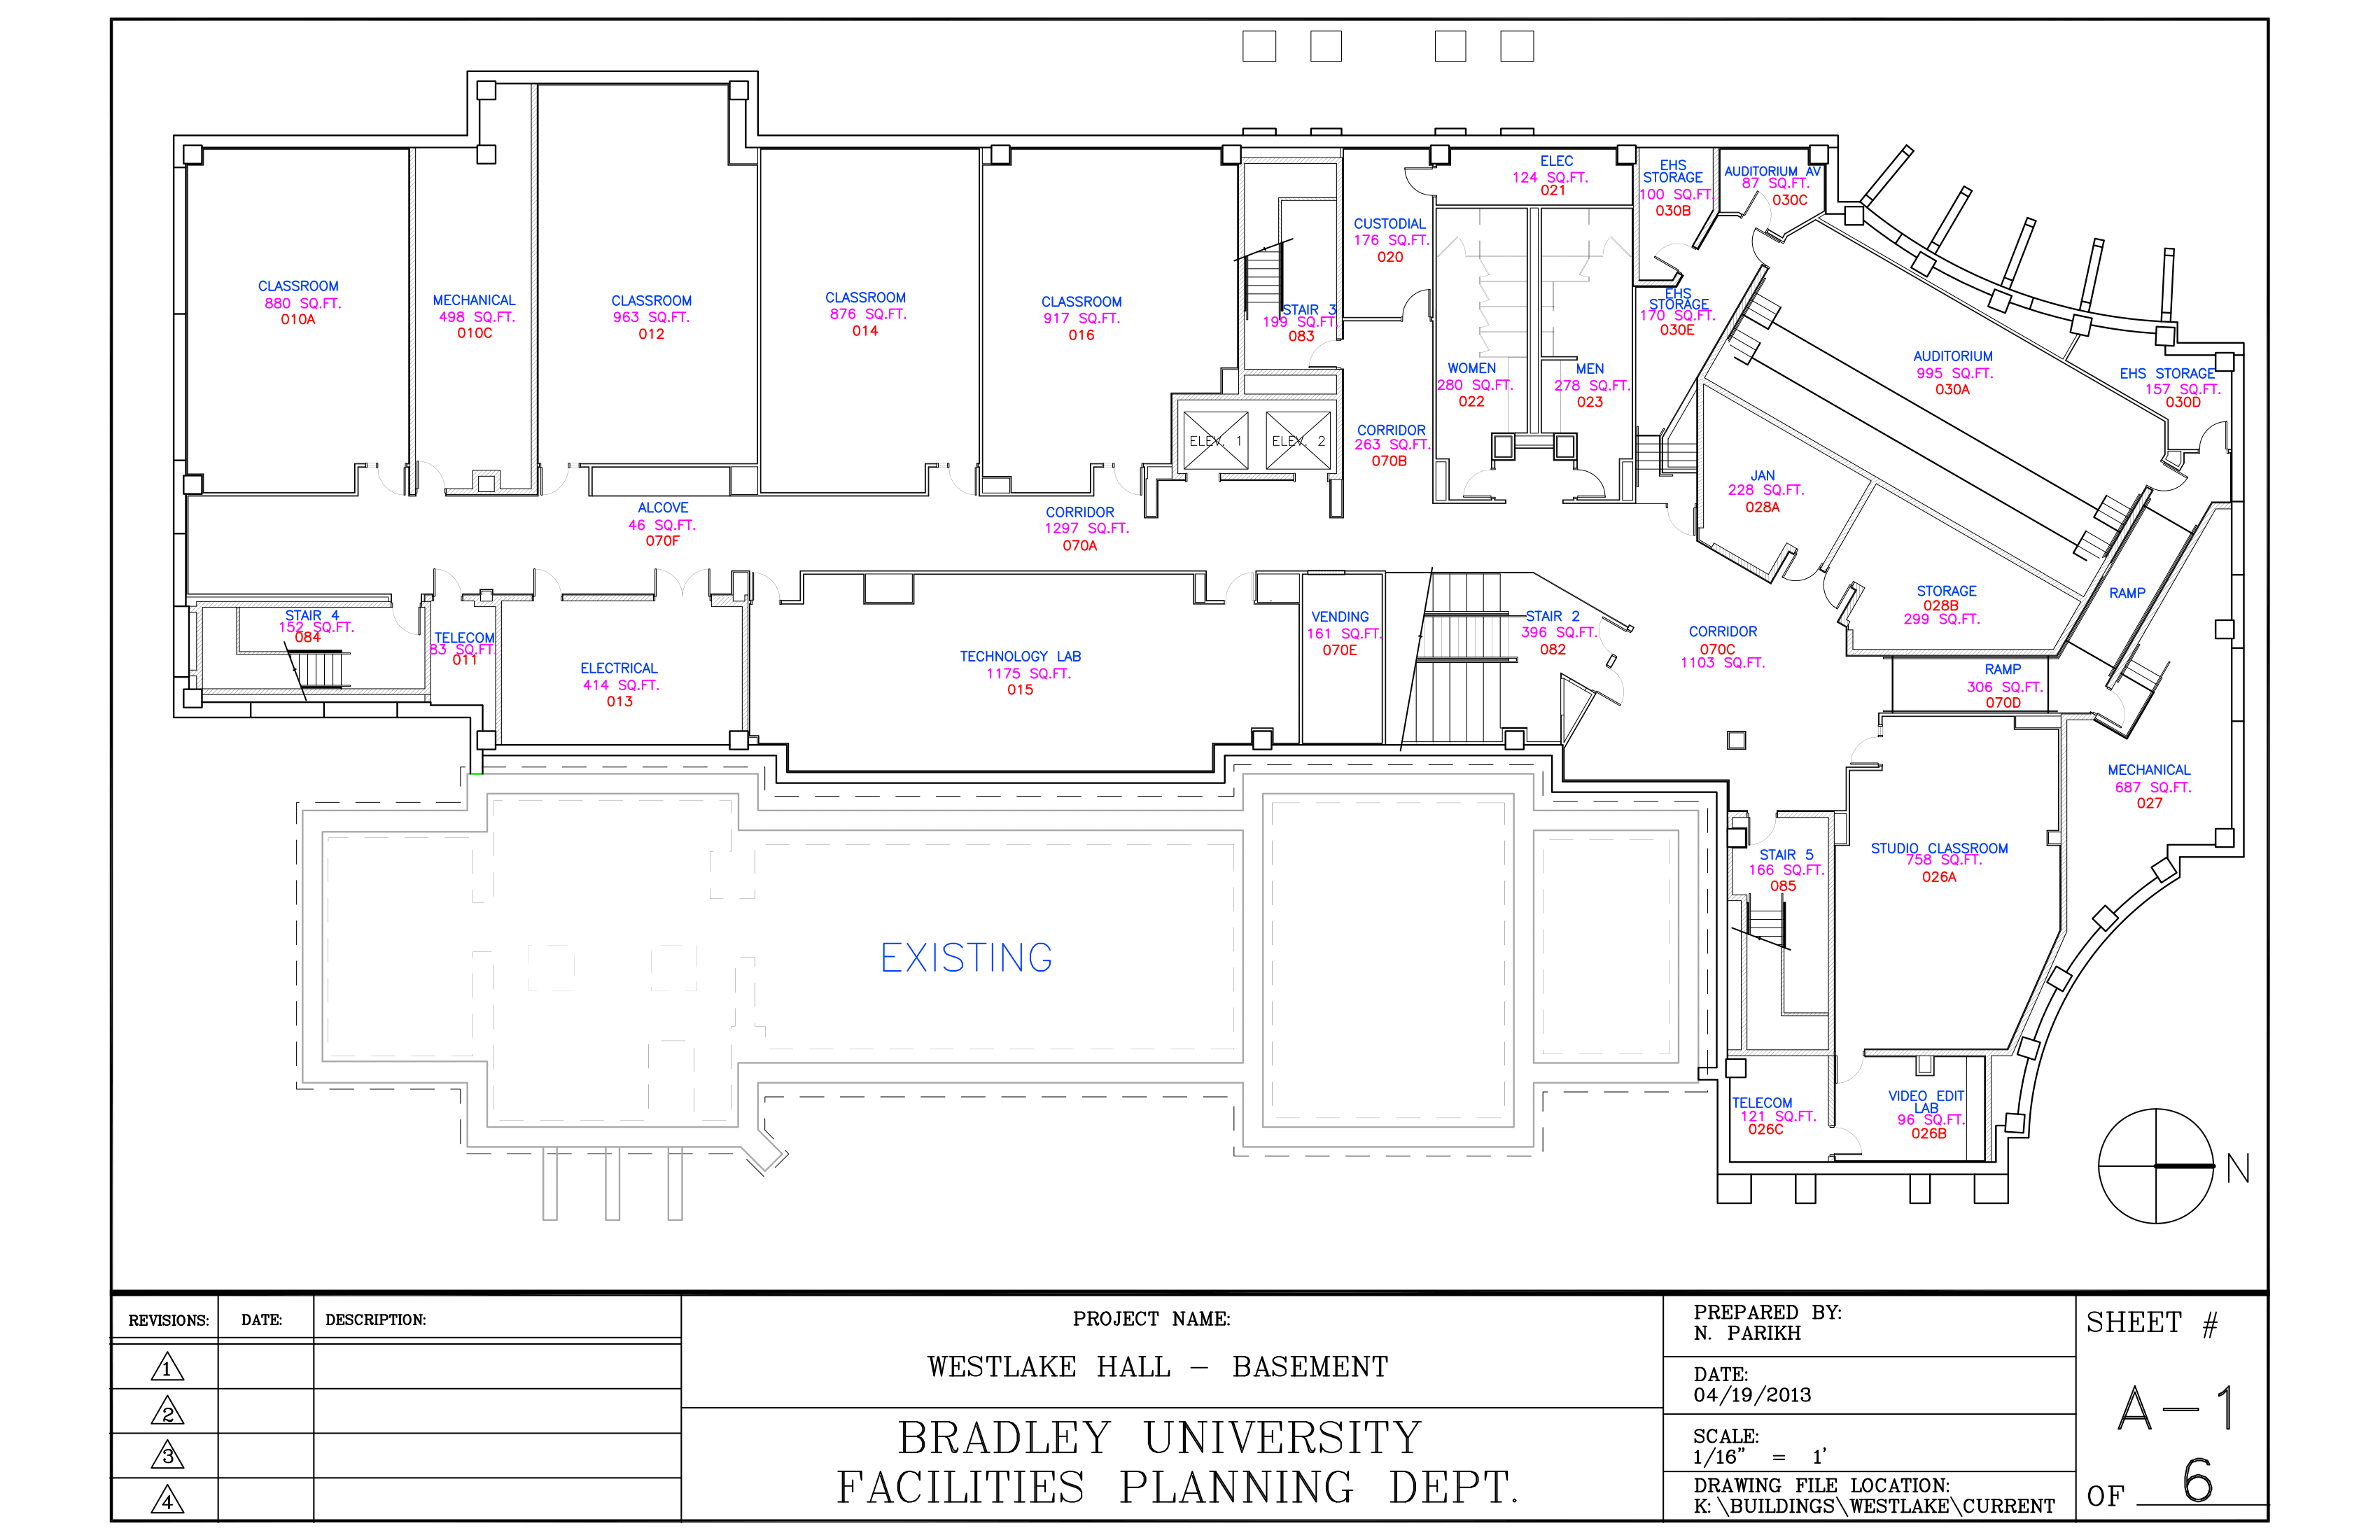 CLASSROOM
880 SQ.FT.
010A
MECHANICAL
498 SQ.FT.
010C
CLASSROOM
963 SQ.FT.
012
CLASSROOM
876 SQ.FT.
014
CLASSROOM
917 SQ.FT.
016
STAIR 3
199 SQ.FT.
083
ELEV. 1
ELEV. 2
CUSTODIAL
176 SQ.FT.
020
ELEC
124 SQ.FT.
021
EHS
STORAGE
100 SQ.FT.
030B
AUDITORIUM AV
87 SQ.FT.
030C
EHS
STORAGE
170 SQ.FT.
030E
WOMEN
280 SQ.FT.
022
MEN
278 SQ.FT.
023
CORRIDOR
263 SQ.FT.
070B
AUDITORIUM
995 SQ.FT.
030A
EHS STORAGE
157 SQ.FT.
030D
JAN
228 SQ.FT.
028A
ALCOVE
46 SQ.FT.
070F
CORRIDOR
1297 SQ.FT.
070A
STORAGE
028B
299 SQ.FT.
RAMP
STAIR 4
152 SQ.FT.
084
TELECOM
83 SQ.FT.
011
ELECTRICAL
414 SQ.FT.
013
TECHNOLOGY LAB
1175 SQ.FT.
015
VENDING
161 SQ.FT.
070E
STAIR 2
396 SQ.FT.
082
CORRIDOR
070C
1103 SQ.FT.
RAMP
306 SQ.FT.
070D
MECHANICAL
687 SQ.FT.
027
STAIR 5
166 SQ.FT.
085
STUDIO CLASSROOM
758 SQ.FT.
026A
EXISTING
TELECOM
121 SQ.FT.
026C
VIDEO EDIT
LAB
96 SQ.FT.
026B
N
REVISIONS: DATE: DESCRIPTION:
1
2
3
4
PROJECT NAME:
WESTLAKE HALL - BASEMENT
BRADLEY UNIVERSITY
FACILITIES PLANNING DEPT.
PREPARED BY:
N. PARIKH
DATE:
04/19/2013
SCALE:
1/16" = 1'
DRAWING FILE LOCATION:
K:\BUILDINGS\WESTLAKE\CURRENT
SHEET #
A-1
OF 6